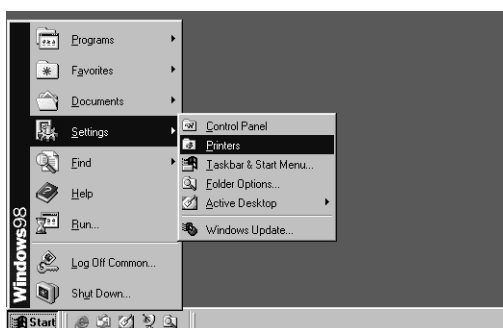 Programs
Favorites
Documents
Settings
Find
Help
Run...
Log Off Common...
Shut Down...
Control Panel
Printers
Taskbar & Start Menu...
Folder Options...
Active Desktop
Windows Update...
Windows98
Start